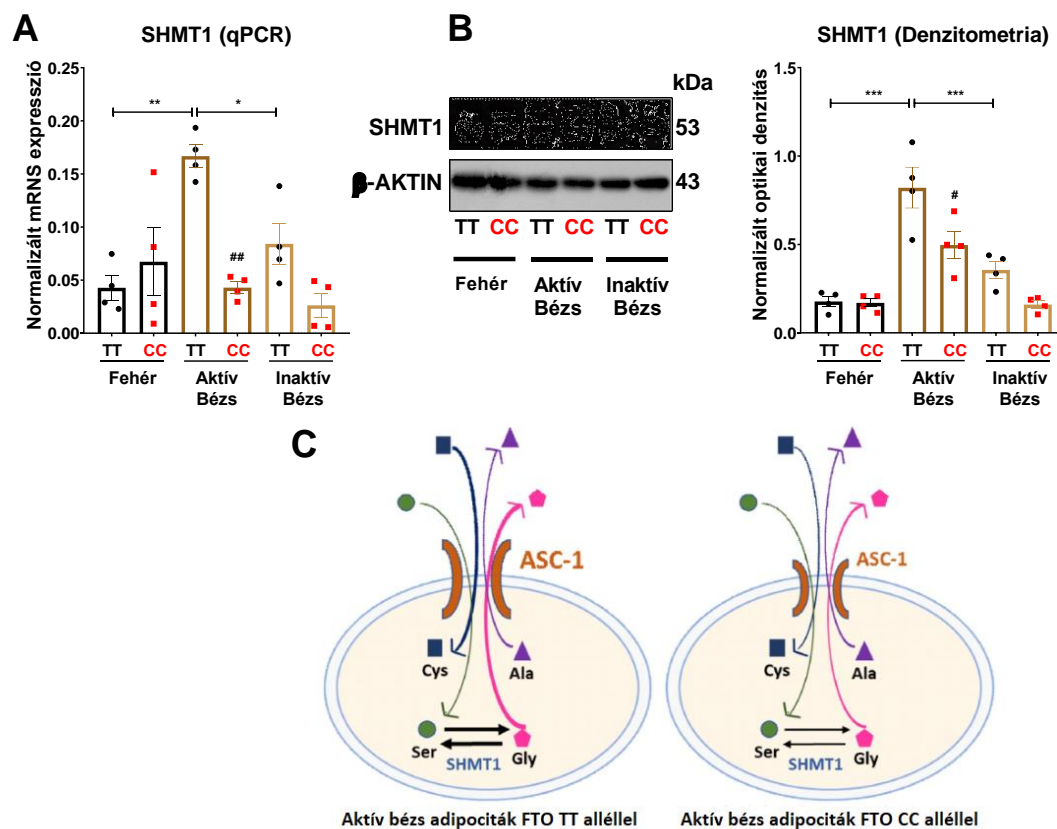 A
SHMT1 (qPCR)
Normalizált mRNS expresszió
0.25
0.20
0.15
0.10
0.05
0.00
** *
##
TT CC TT CC TT CC
Fehér Aktív Bézs Inaktív Bézs
B
kDa
SHMT1 53
β-AKTIN 43
TT CC TT CC TT CC
Fehér Aktív Bézs Inaktív Bézs
SHMT1 (Denzitometria)
Normalizált optikai denzitás
1.5
1.0
0.5
0.0
*** ***
#
TT CC TT CC TT CC
Fehér Aktív Bézs Inaktív Bézs
C
ASC-1
Cys Ala
Ser Gly
SHMT1
Aktív bézs adipociták FTO TT alléllel
ASC-1
Cys Ala
Ser Gly
SHMT1
Aktív bézs adipociták FTO CC alléllel